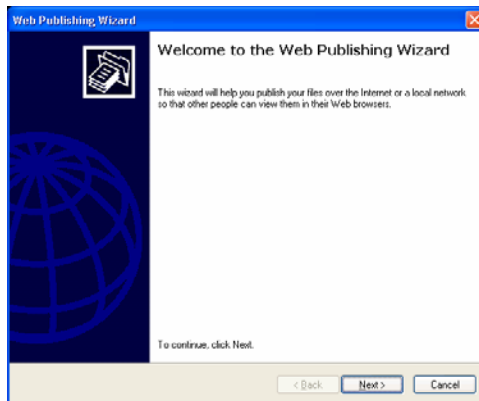 Web Publishing Wizard
Welcome to the Web Publishing Wizard
This wizard will help you publish your files over the Internet or a local network
so that other people can view them in their Web browsers.
To continue, click Next.
< Back Next > Cancel